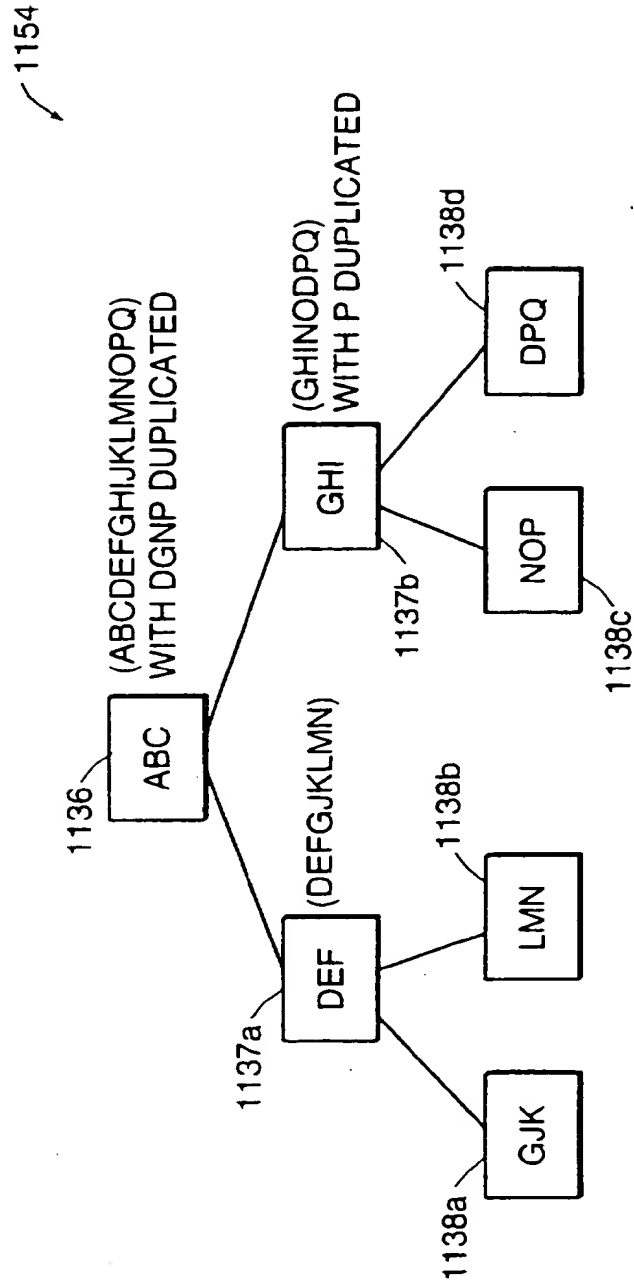 1154
1136
ABC
(ABCDEFGHIJKLMNOPQ)
WITH DGNP DUPLICATED
1137a
DEF
(DEFGJKLMN)
GHI
1137b
(GHINODPQ)
WITH P DUPLICATED
1138a
GJK
LMN
1138b
NOP
1138c
DPQ
1138d